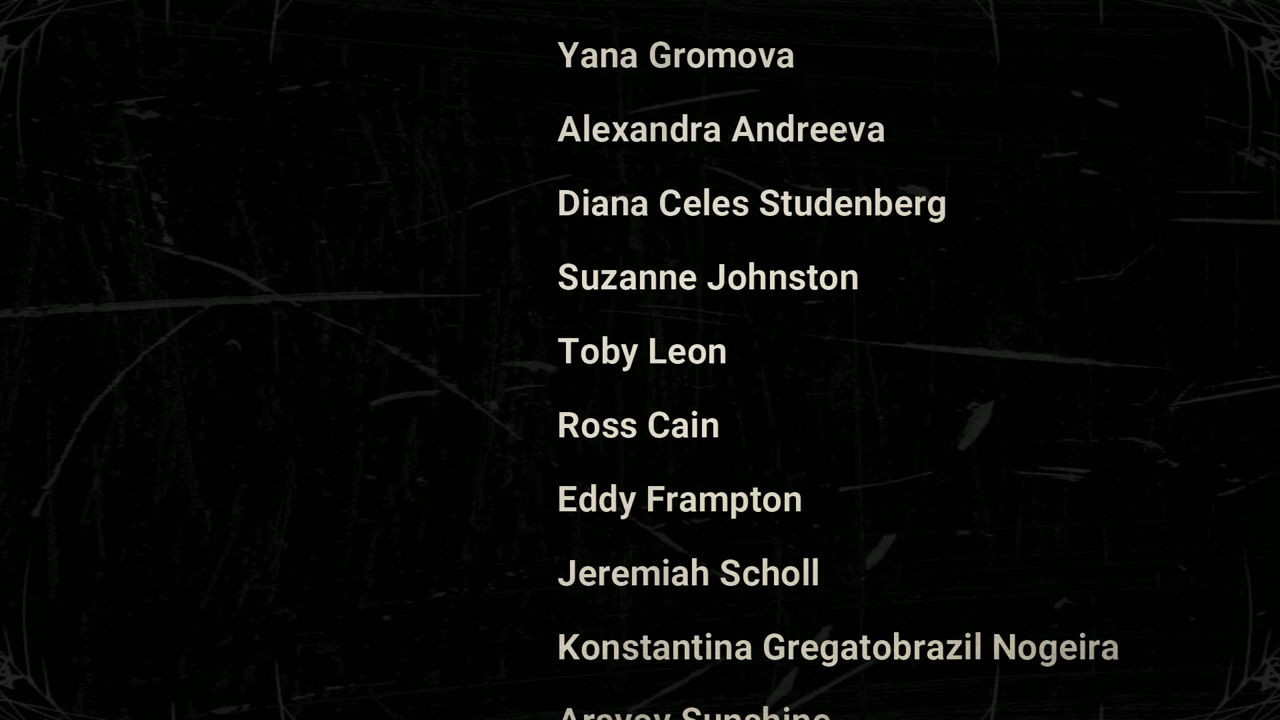 Yana Gromova
Alexandra Andreeva
Diana Celes Studenberg
Suzanne Johnston
Toby Leon
Ross Cain
Eddy Frampton
Jeremiah Scholl
Konstantina Gregatobrazil Nogeira
Sunshine